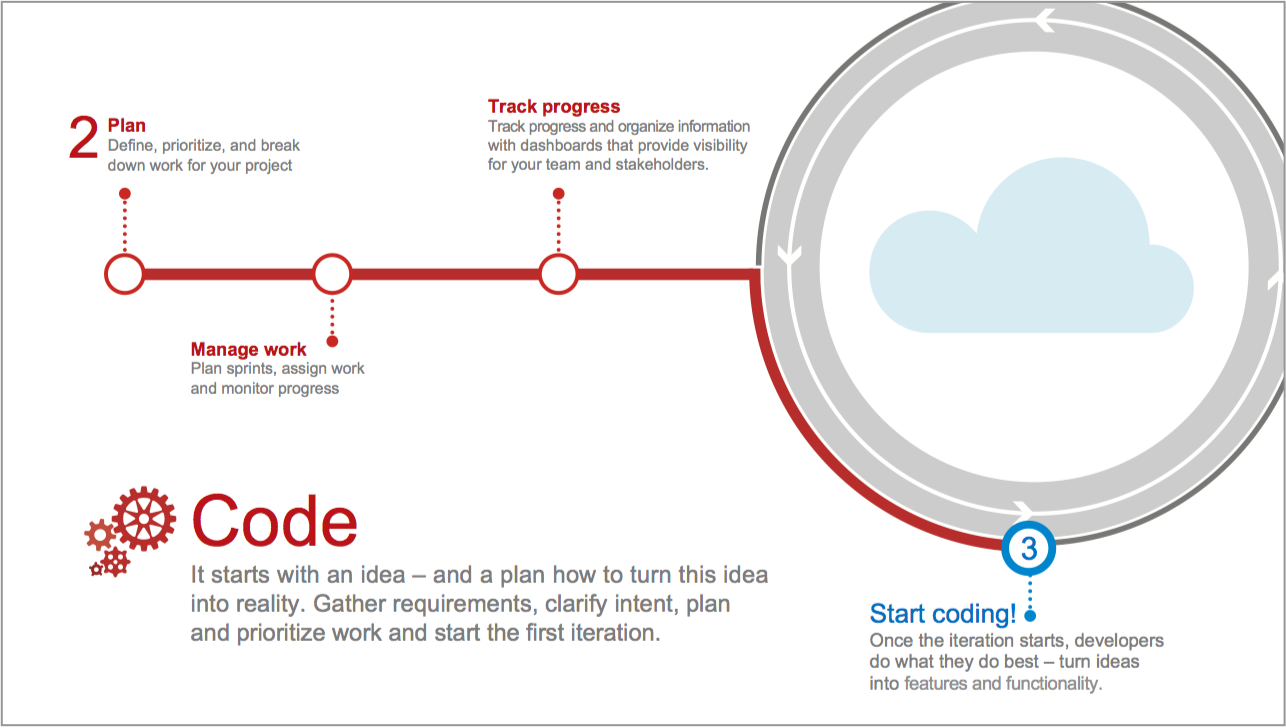 2
Plan
Define, prioritize, and break
down work for your project
Track progress
Track progress and organize information
with dashboards that provide visibility
for your team and stakeholders.
Manage work
Plan sprints, assign work
and monitor progress
Code
It starts with an idea – and a plan how to turn this idea
into reality. Gather requirements, clarify intent, plan
and prioritize work and start the first iteration.
3
Start coding!
Once the iteration starts, developers
do what they do best – turn ideas
into features and functionality.